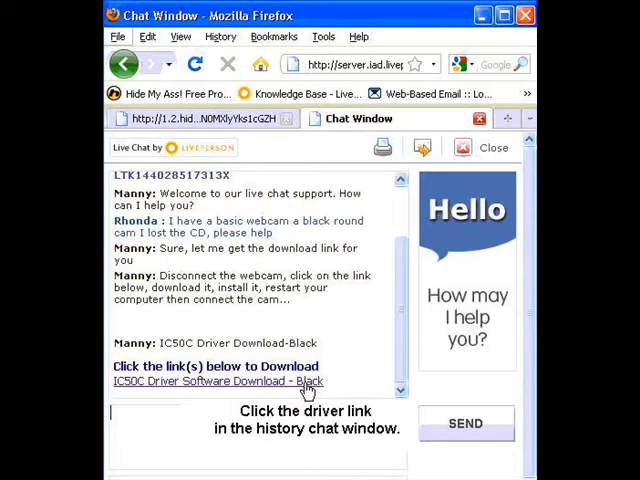 Chat Window - Mozilla Firefox
File Edit View History Bookmarks Tools Help
http://server.iad.livep
Google
Hide My Ass! Free Pro... Knowledge Base - Live... Web-Based Email :: Lo... »
http://1.2.hid...N0MXlyYks1cGZH Chat Window
Live Chat by LIVEPERSON Close
LTK144028517313X
Manny: Welcome to our live chat support. How
can I help you?
Rhonda : I have a basic webcam a black round
cam I lost the CD, please help
Manny: Sure, let me get the download link for
you
Manny: Disconnect the webcam, click on the link
below, download it, install it, restart your
computer then connect the cam...
Manny: IC50C Driver Download-Black
Click the link(s) below to Download
IC50C Driver Software Download - Black
Click the driver link
in the history chat window.
Hello
How may
I help
you?
SEND